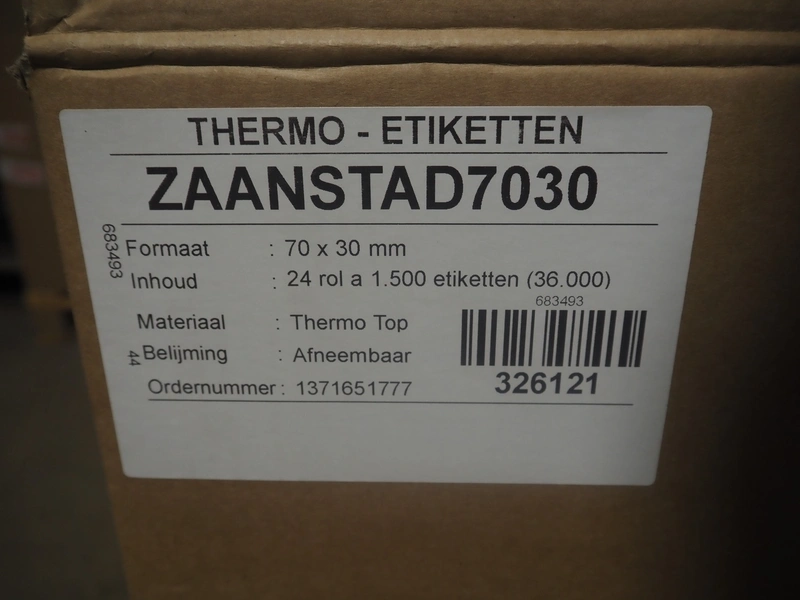 THERMO - ETIKETTEN
ZAANSTAD7030
683493
Formaat : 70 x 30 mm
Inhoud : 24 rol a 1.500 etiketten (36.000)
683493
Materiaal : Thermo Top
44
Belijming : Afneembaar
326121
Ordernummer : 1371651777